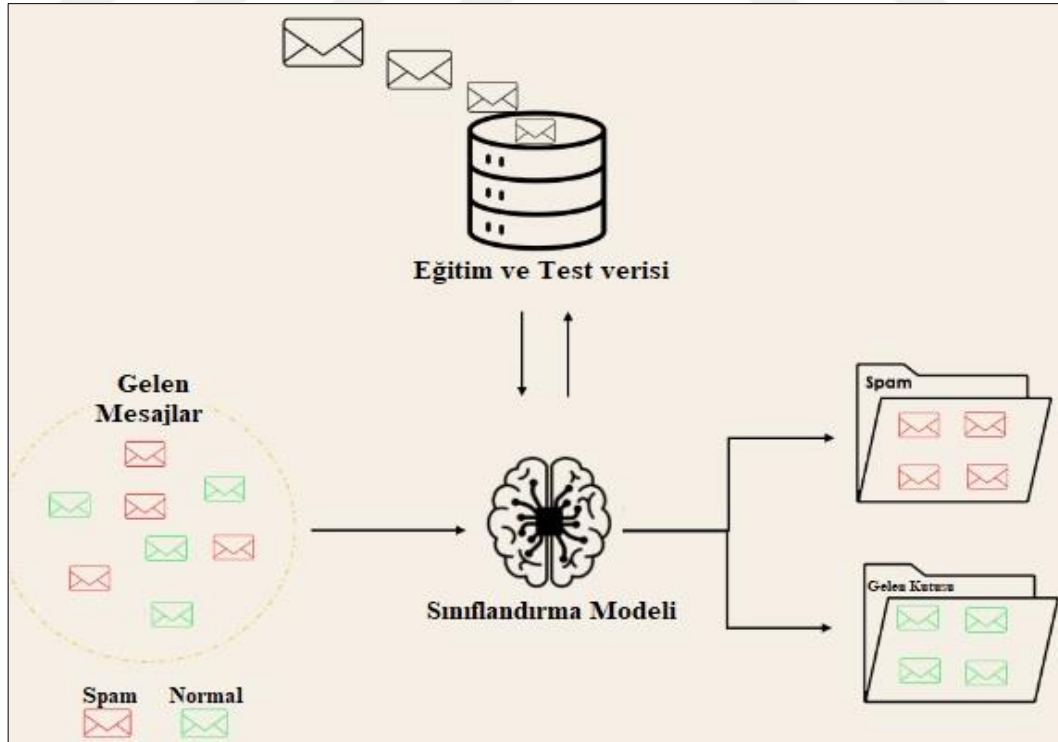 Eğitim ve Test verisi
Gelen
Mesajlar
Spam
Sınıflandırma Modeli
Gelen Kutusu
Spam
Normal